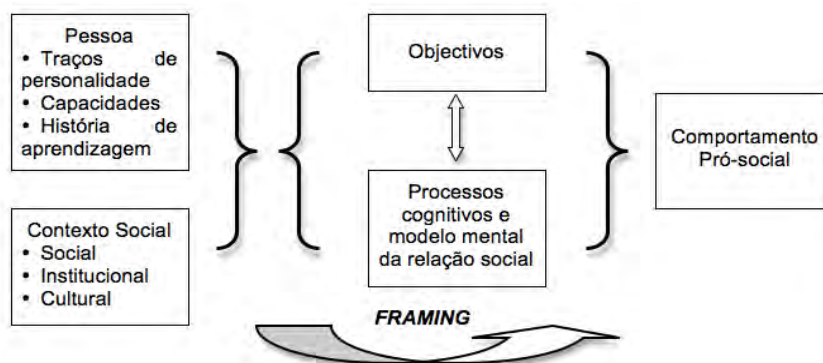 Pessoa
• Traços de
personalidade
• Capacidades
• História de
aprendizagem
Contexto Social
• Social
• Institucional
• Cultural
Objectivos
Processos
cognitivos e
modelo mental
da relação social
FRAMING
Comportamento
Pró-social